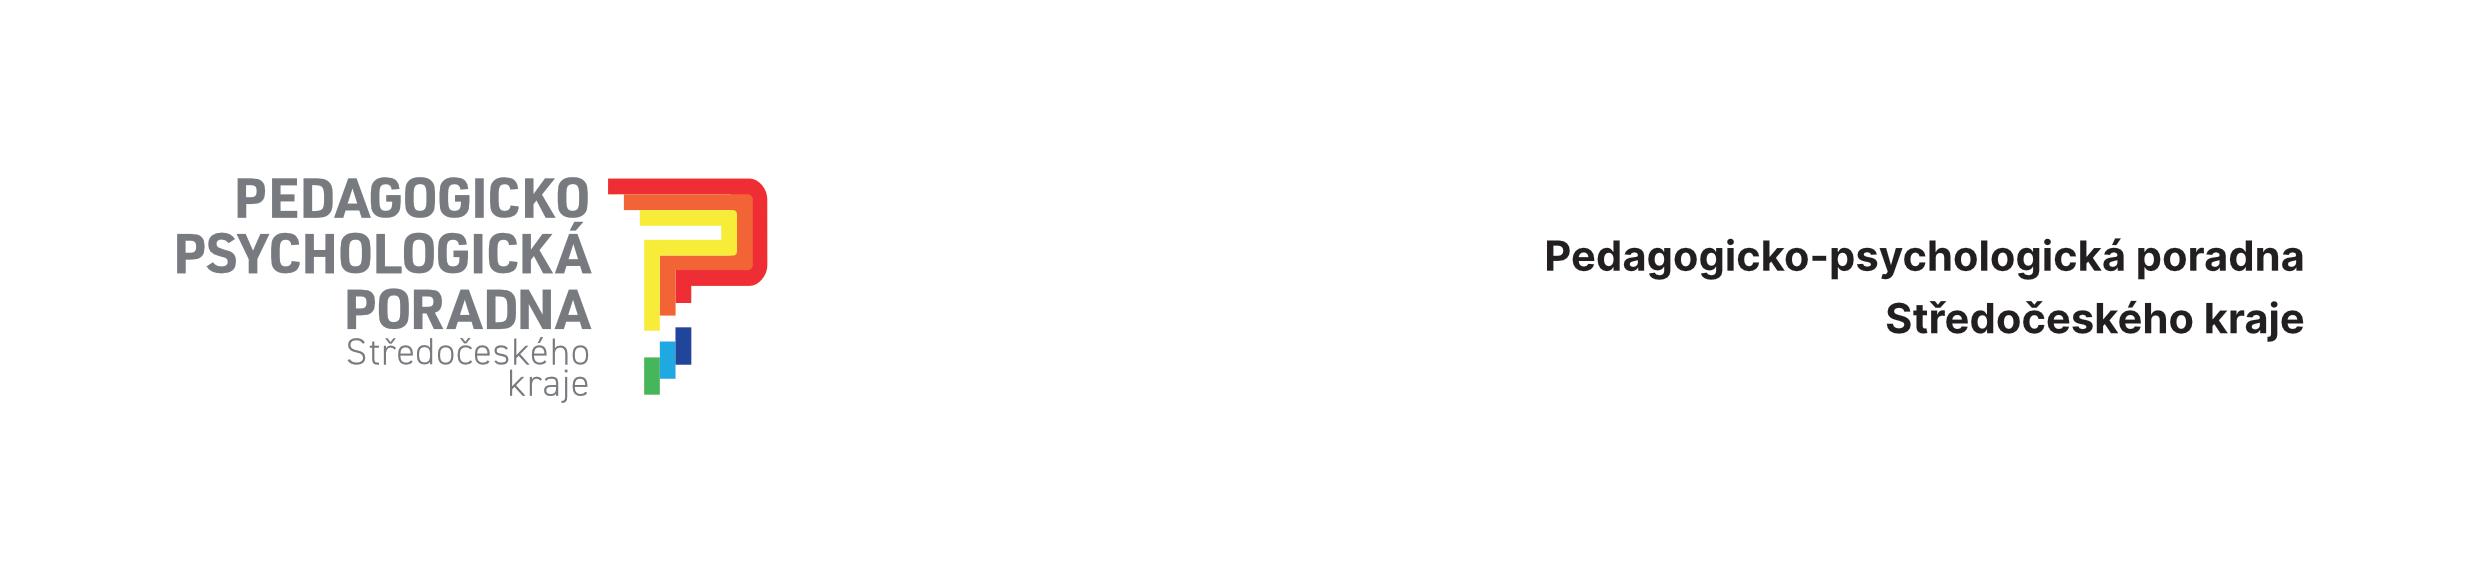 PEDAGOGICKO
PSYCHOLOGICKÁ
PORADNA
Středočeského
kraje
Pedagogicko-psychologická poradna
Středočeského kraje